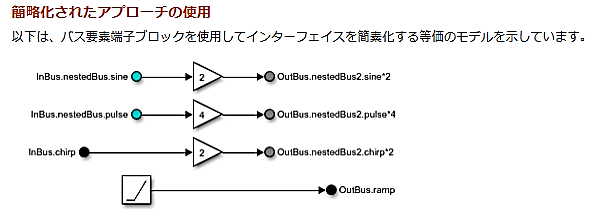 簡略化されたアプローチの使用
以下は、バス要素端子ブロックを使用してインターフェイスを簡素化する等価のモデルを示しています。
InBus.nestedBus.sine 2 OutBus.nestedBus2.sine*2
InBus.nestedBus.pulse 4 OutBus.nestedBus2.pulse*4
InBus.chirp 2 OutBus.nestedBus2.chirp*2
OutBus.ramp